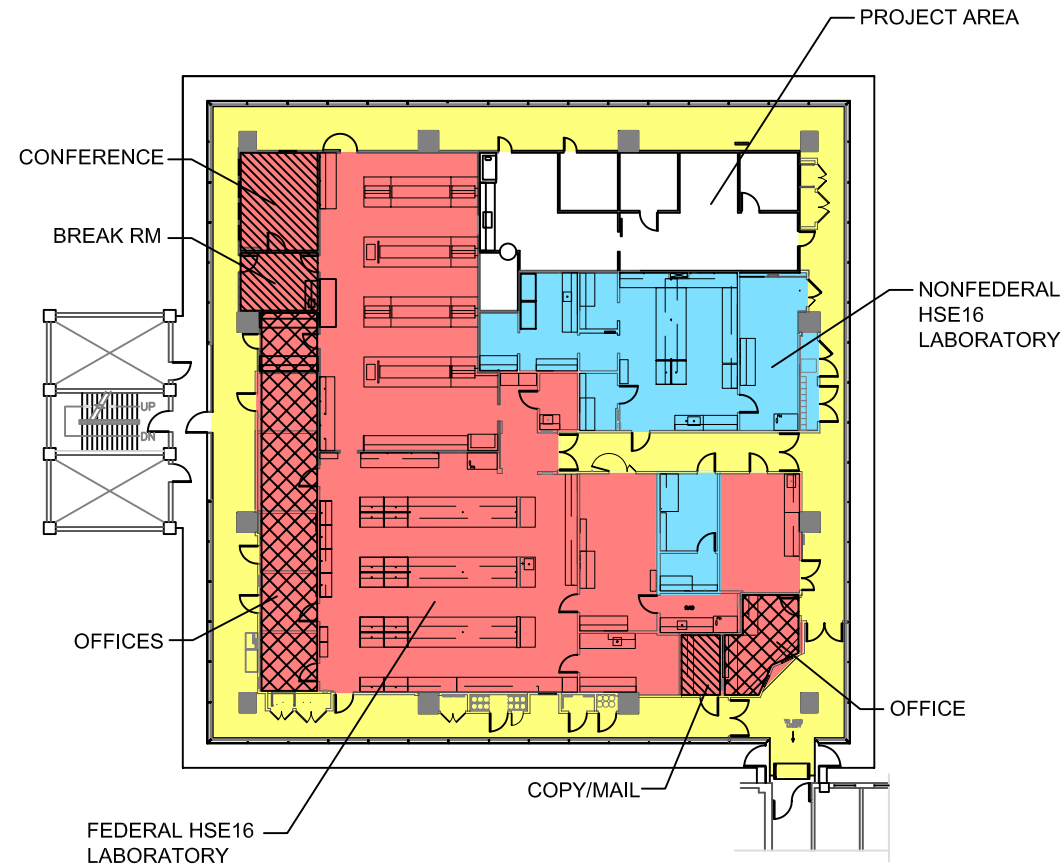 PROJECT AREA
CONFERENCE
BREAK RM
NONFEDERAL
HSE16
LABORATORY
UP
DN
OFFICES
OFFICE
COPY/MAIL
FEDERAL HSE16
LABORATORY